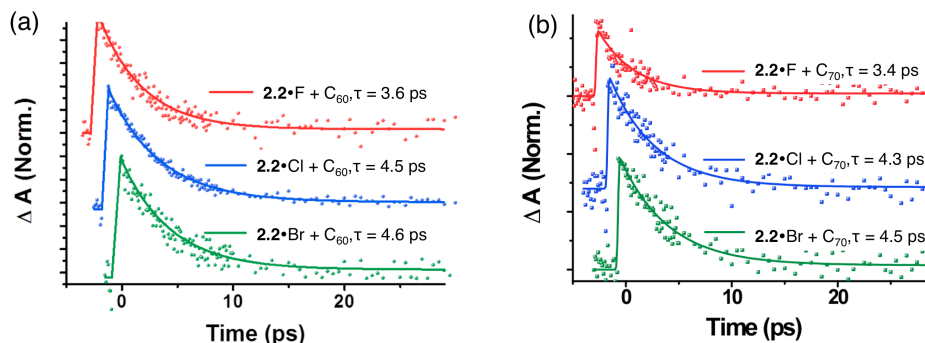 (a)
Δ A (Norm.)
2.2•F + C60,τ = 3.6 ps
2.2•Cl + C60,τ = 4.5 ps
2.2•Br + C60,τ = 4.6 ps
0 10 20
Time (ps)
(b)
Δ A (Norm.)
2.2•F + C70,τ = 3.4 ps
2.2•Cl + C70,τ = 4.3 ps
2.2•Br + C70,τ = 4.5 ps
0 10 20
Time (ps)